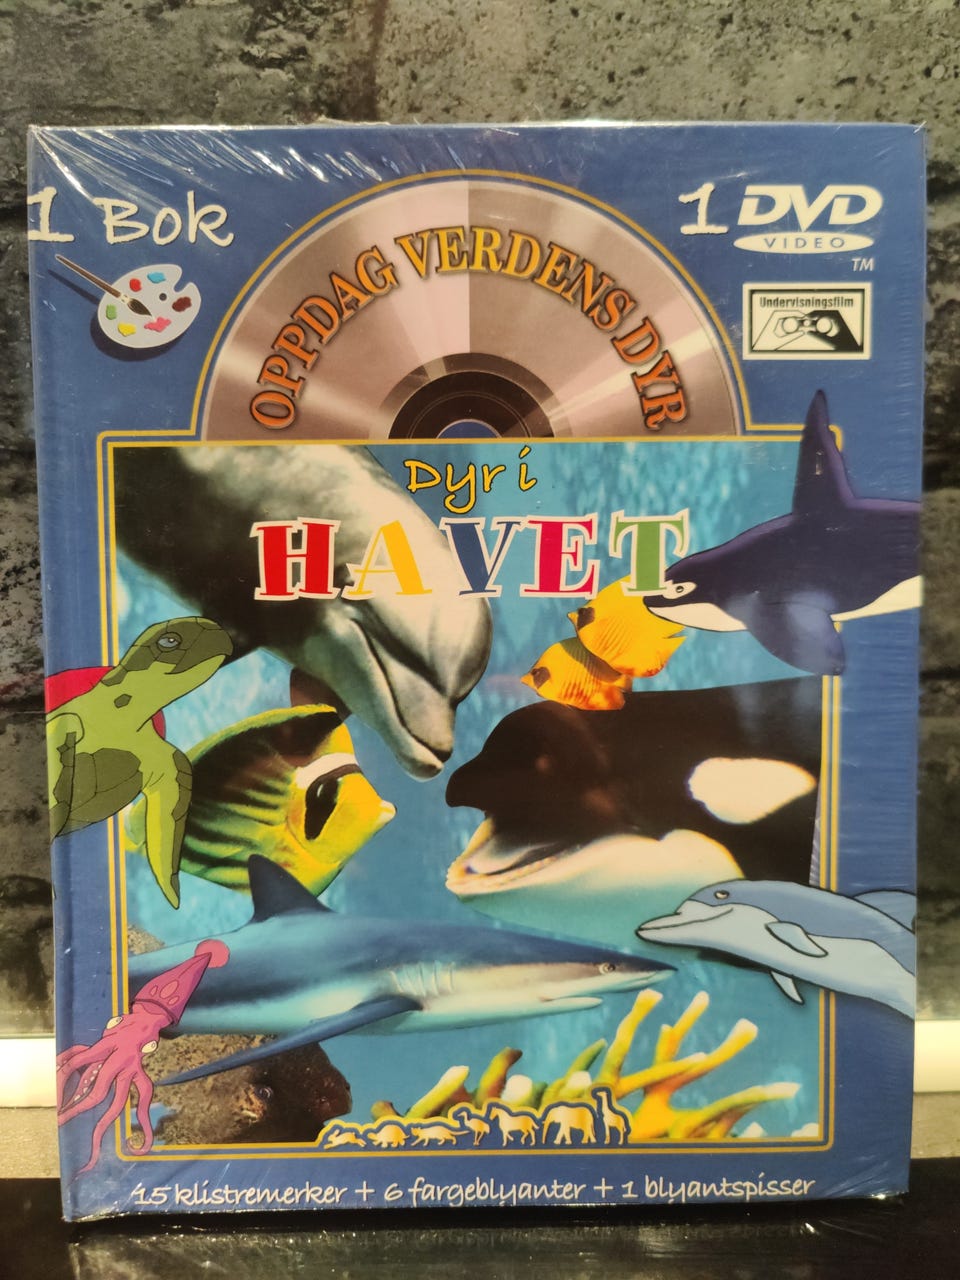 1 Bok
1 DVD
VIDEO
TM
Undervisningsfilm
OPPDAG VERDENS DYR
Dyr i
HAVET
15 klistremerker + 6 fargeblyanter + 1 blyantspisser